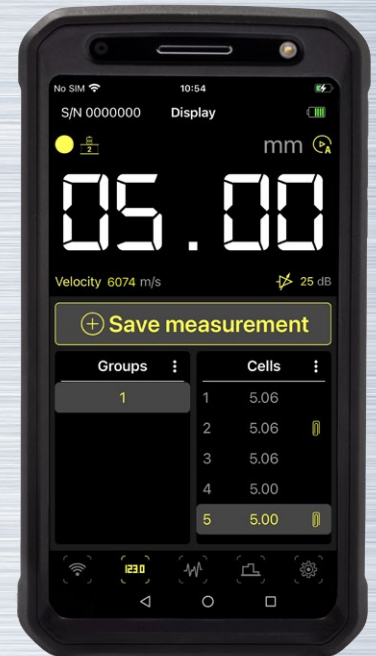 No SIM 10:54
S/N 0000000 Display
2
mm A
05.00
Velocity 6074 m/s 25 dB
Save measurement
Groups Cells
1
1 5.06
2 5.06
3 5.06
4 5.00
5 5.00
123.0